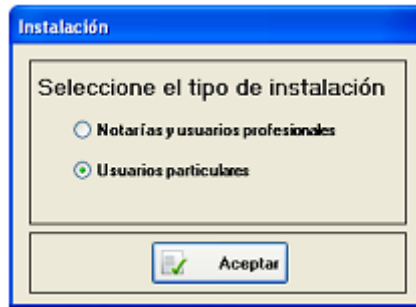 Instalación
Seleccione el tipo de instalación
Notarías y usuarios profesionales
Usuarios particulares
Aceptar